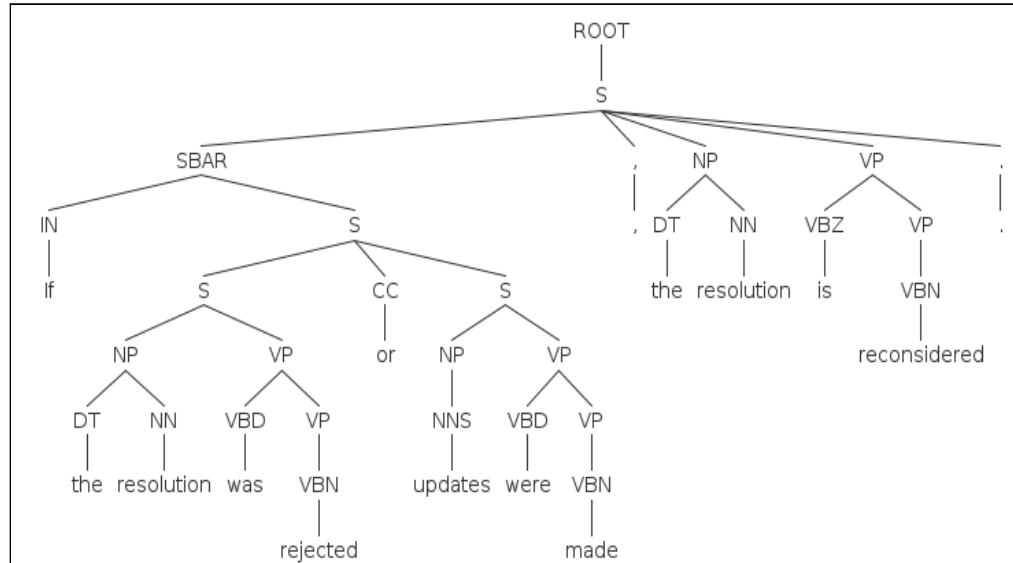 ROOT
S
SBAR , NP VP .
IN S , DT NN VBZ VP .
If S CC S the resolution is VBN
NP VP or NP VP reconsidered
DT NN VBD VP NNS VBD VP
the resolution was VBN updates were VBN
rejected made